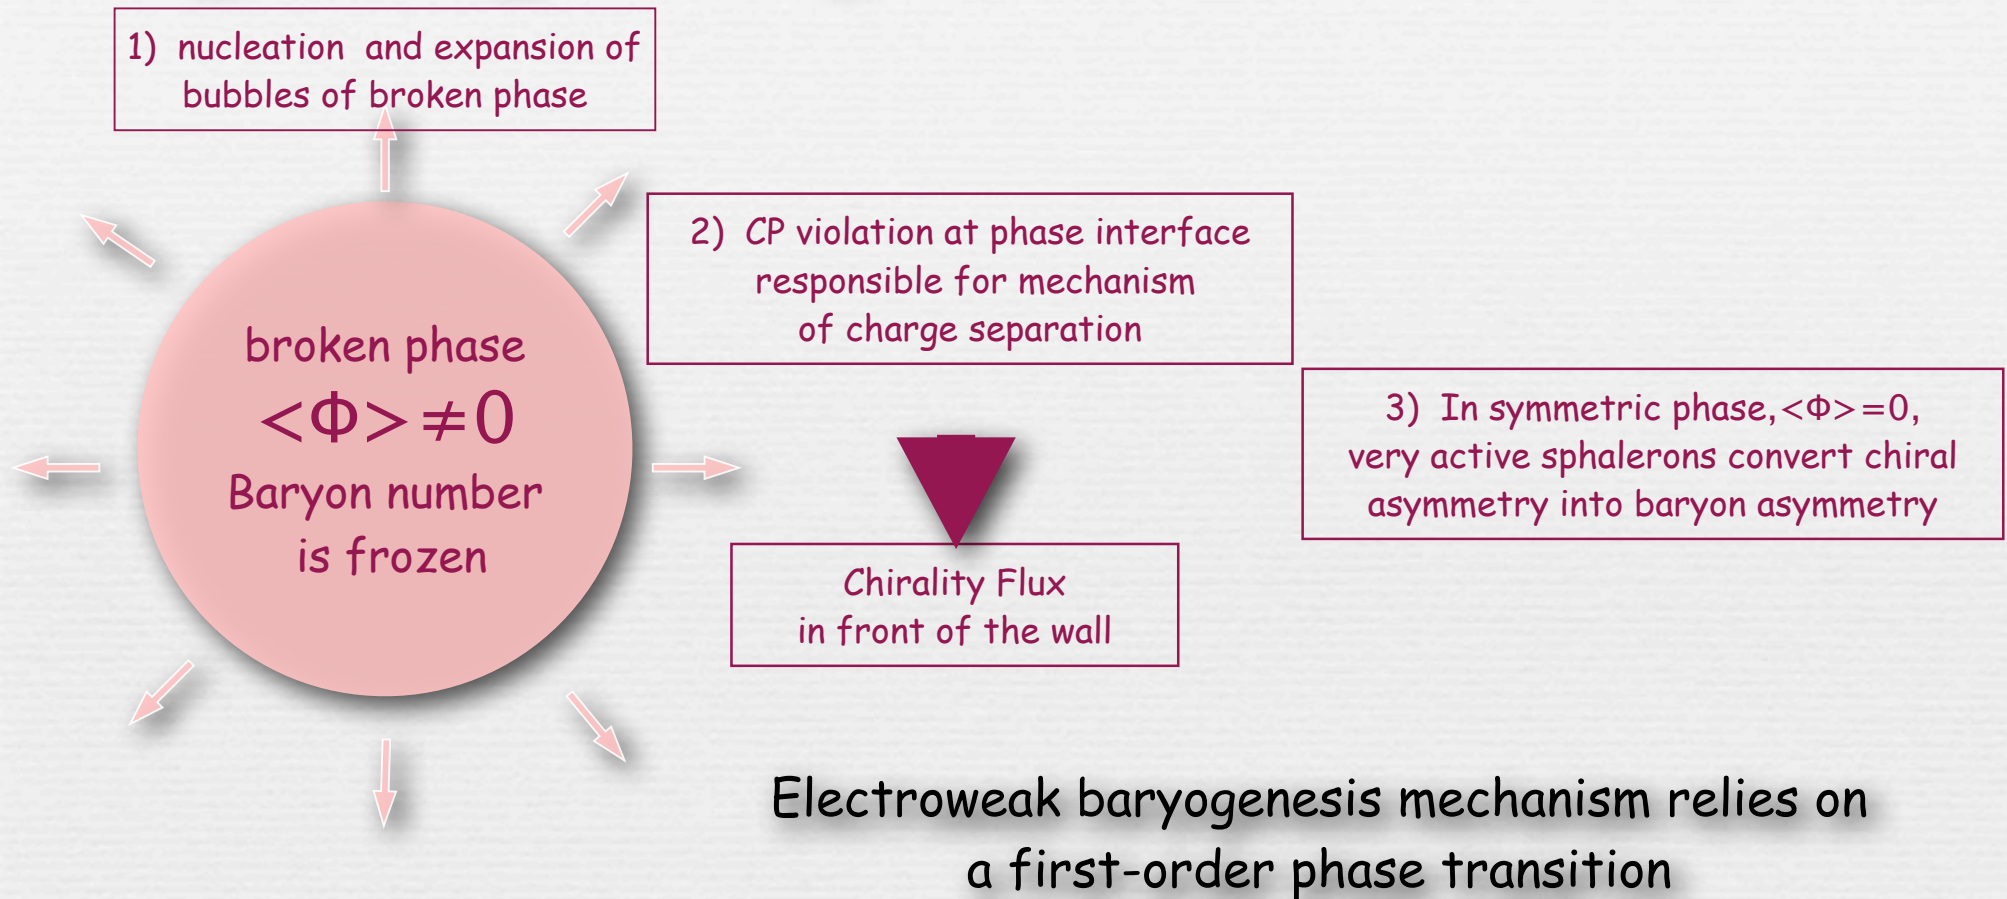 1) nucleation and expansion of
bubbles of broken phase
2) CP violation at phase interface
responsible for mechanism
of charge separation
broken phase
<Φ>≠0
Baryon number
is frozen
3) In symmetric phase,<Φ>=0,
very active sphalerons convert chiral
asymmetry into baryon asymmetry
Chirality Flux
in front of the wall
Electroweak baryogenesis mechanism relies on
a first-order phase transition